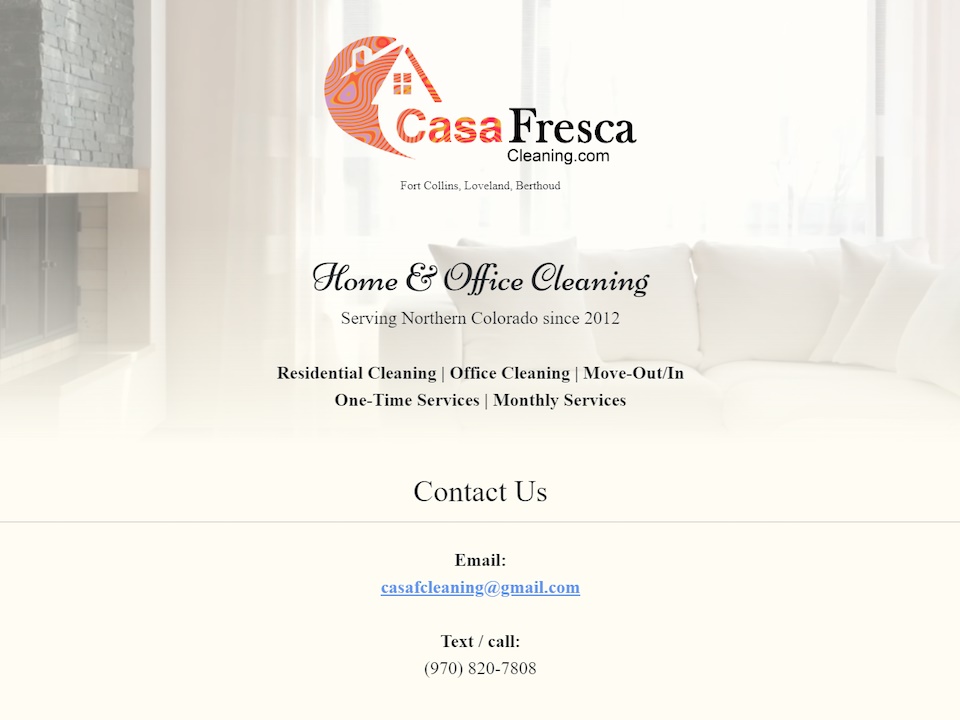 Casa Fresca
Cleaning.com
Fort Collins, Loveland, Berthoud
Home & Office Cleaning
Serving Northern Colorado since 2012
Residential Cleaning | Office Cleaning | Move-Out/In
One-Time Services | Monthly Services
Contact Us
Email:
casafcleaning@gmail.com
Text / call:
(970) 820-7808